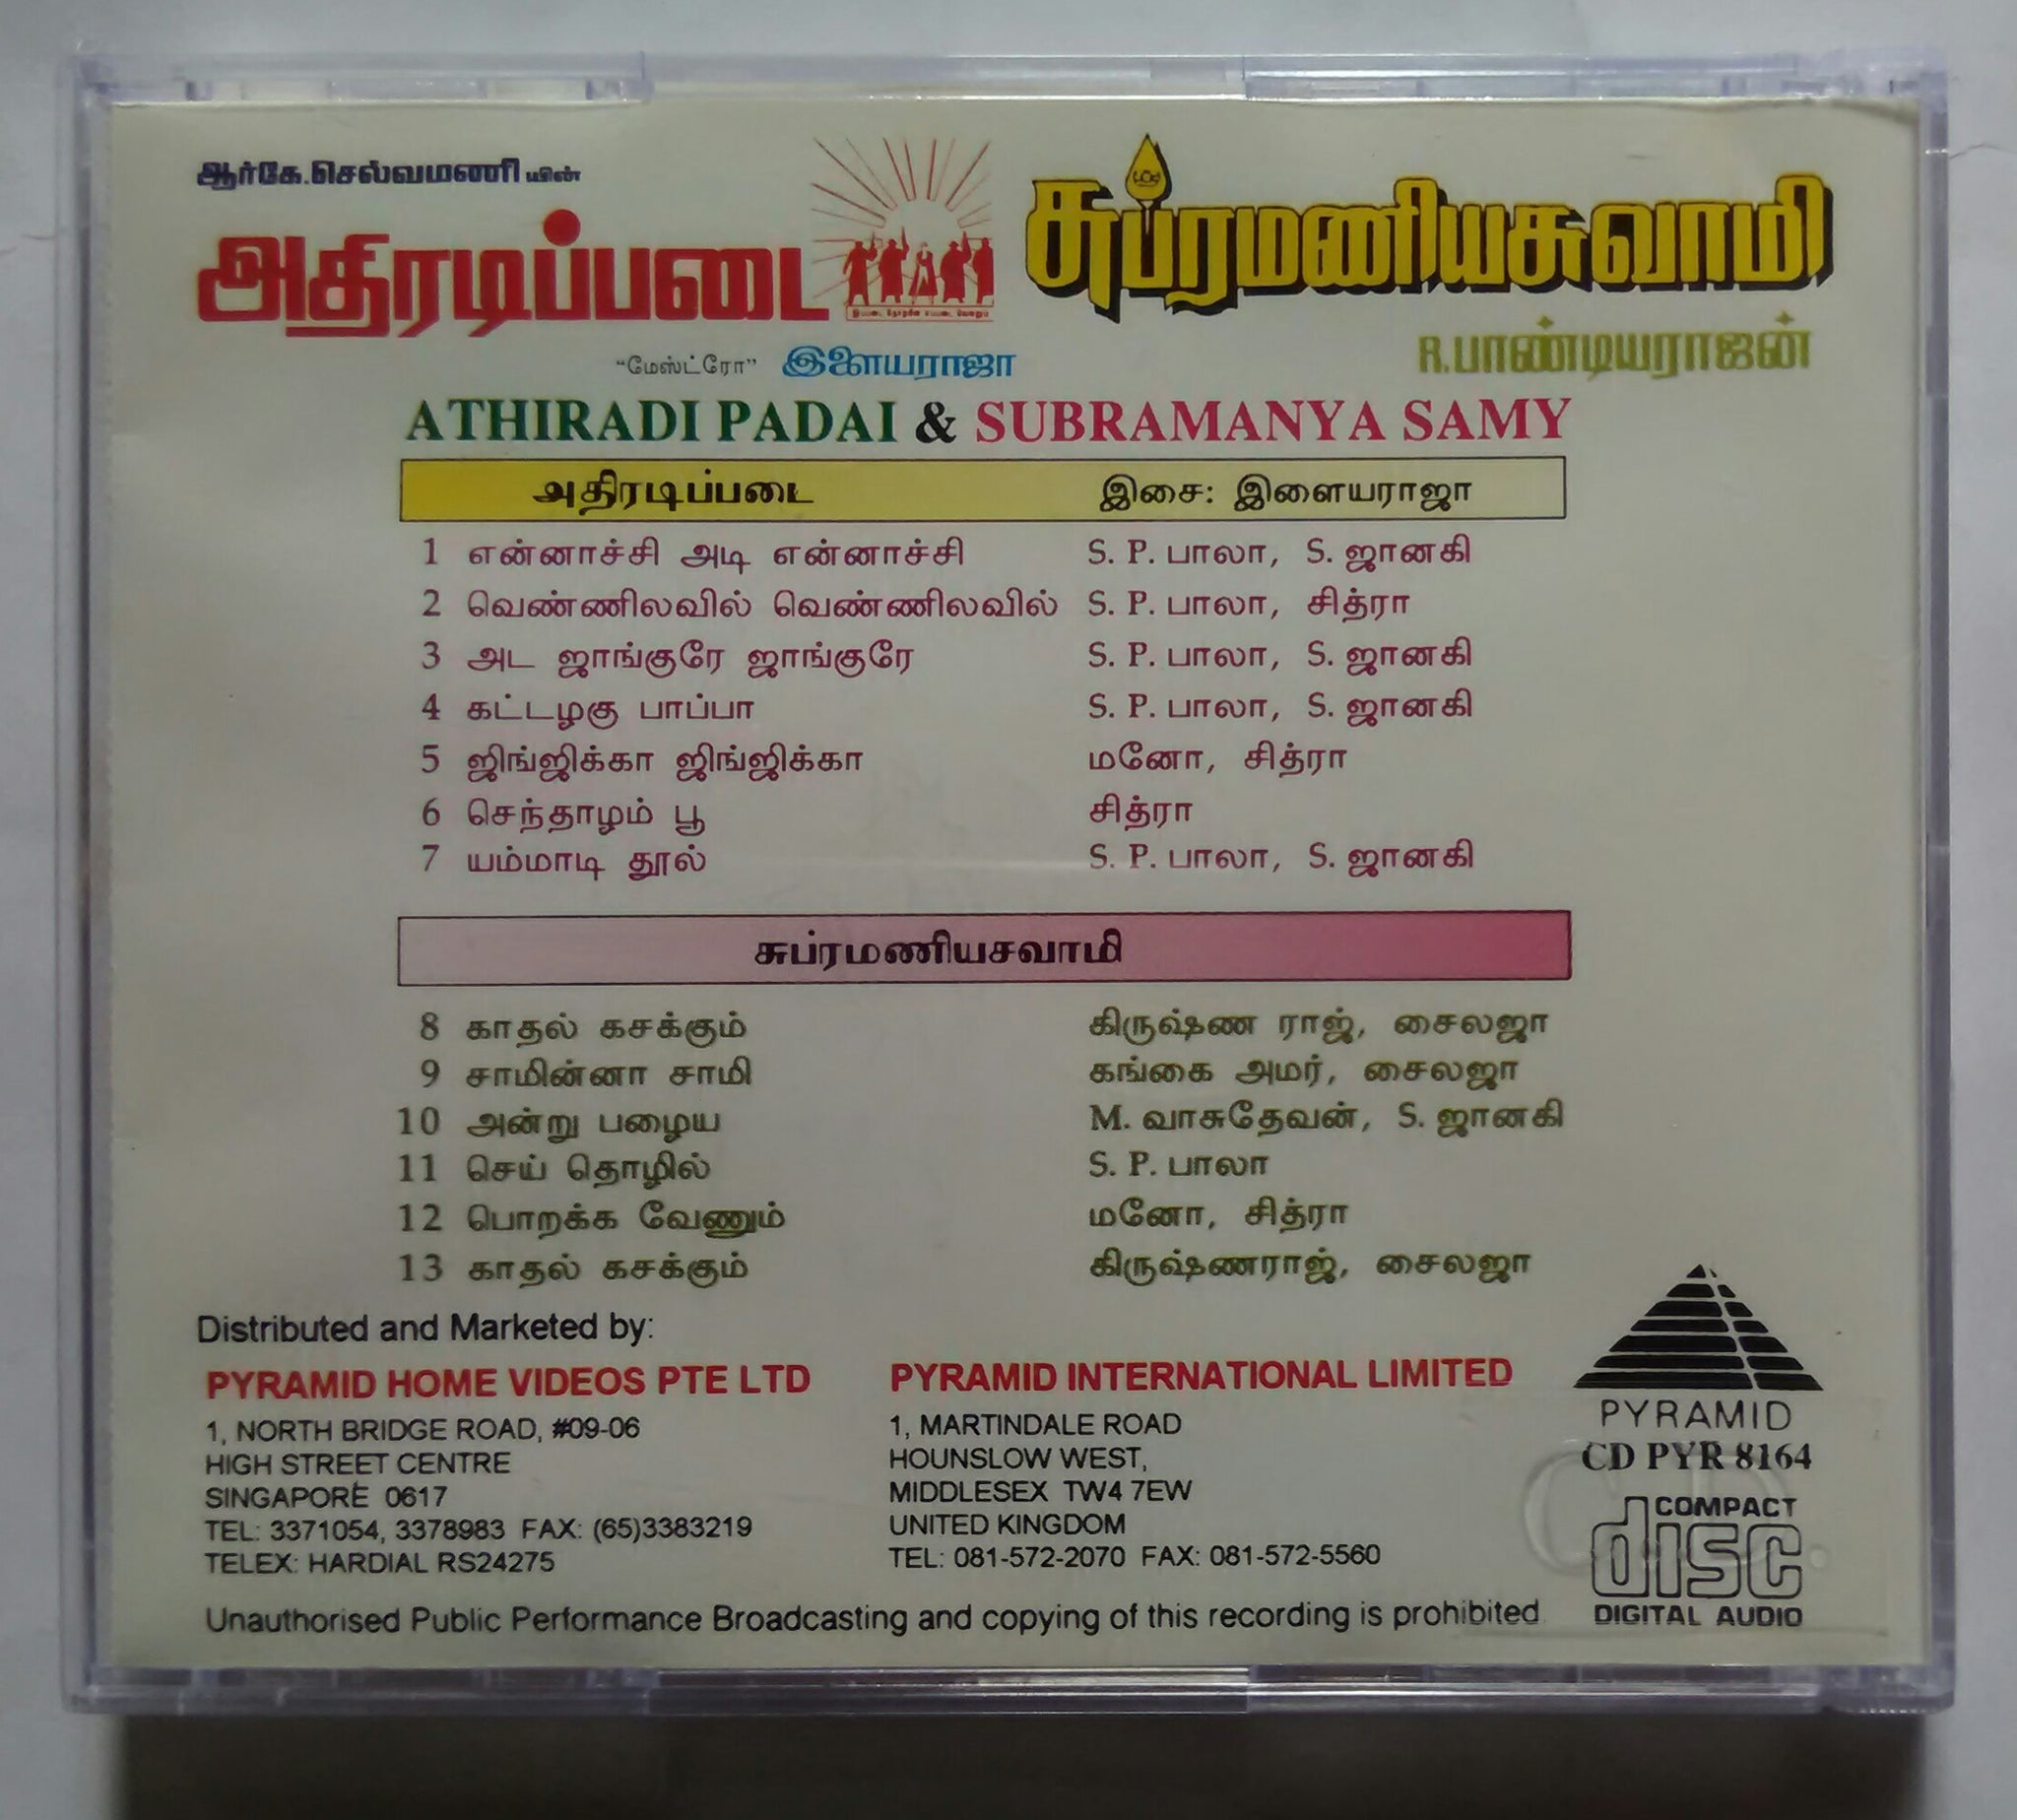 ஆர்கே.செல்வமணி யின்
அதிரடிப்படை
சுப்ரமணியசுவாமி
"மேஸ்ட்ரோ" இளையராஜா
R.பாண்டியராஜன்
ATHIRADI PADAI & SUBRAMANYA SAMY
அதிரடிப்படை இசை: இளையராஜா
1 என்னாச்சி அடி என்னாச்சி S. P. பாலா, S. ஜானகி
2 வெண்ணிலவில் வெண்ணிலவில் S. P. பாலா, சித்ரா
3 அட ஜாங்குரே ஜாங்குரே S. P. பாலா, S. ஜானகி
4 கட்டழகு பாப்பா S. P. பாலா, S. ஜானகி
5 ஜிங்ஜிக்கா ஜிங்ஜிக்கா மனோ, சித்ரா
6 செந்தாழம் பூ சித்ரா
7 யம்மாடி தூல் S. P. பாலா, S. ஜானகி
சுப்ரமணியசவாமி
8 காதல் கசக்கும் கிருஷ்ண ராஜ், சைலஜா
9 சாமின்னா சாமி கங்கை அமர், சைலஜா
10 அன்று பழைய M. வாசுதேவன், S. ஜானகி
11 செய் தொழில் S. P. பாலா
12 பொறக்க வேணும் மனோ, சித்ரா
13 காதல் கசக்கும் கிருஷ்ணராஜ், சைலஜா
Distributed and Marketed by:
PYRAMID HOME VIDEOS PTE LTD
1, NORTH BRIDGE ROAD, #09-06
HIGH STREET CENTRE
SINGAPORE 0617
TEL: 3371054, 3378983 FAX: (65)3383219
TELEX: HARDIAL RS24275
PYRAMID INTERNATIONAL LIMITED
1, MARTINDALE ROAD
HOUNSLOW WEST,
MIDDLESEX TW4 7EW
UNITED KINGDOM
TEL: 081-572-2070 FAX: 081-572-5560
PYRAMID
CD PYR 8164
COMPACT
disc
DIGITAL AUDIO
Unauthorised Public Performance Broadcasting and copying of this recording is prohibited